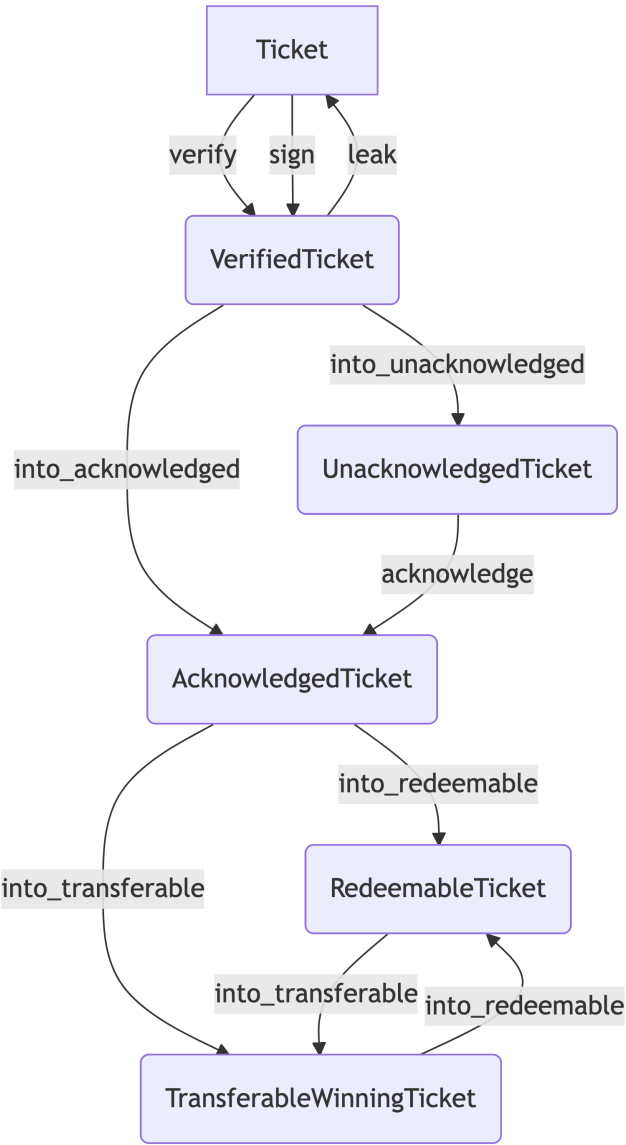 Ticket
verify
sign
leak
VerifiedTicket
into_unacknowledged
into_acknowledged
UnacknowledgedTicket
acknowledge
AcknowledgedTicket
into_redeemable
into_transferable
RedeemableTicket
into_transferable
into_redeemable
TransferableWinningTicket